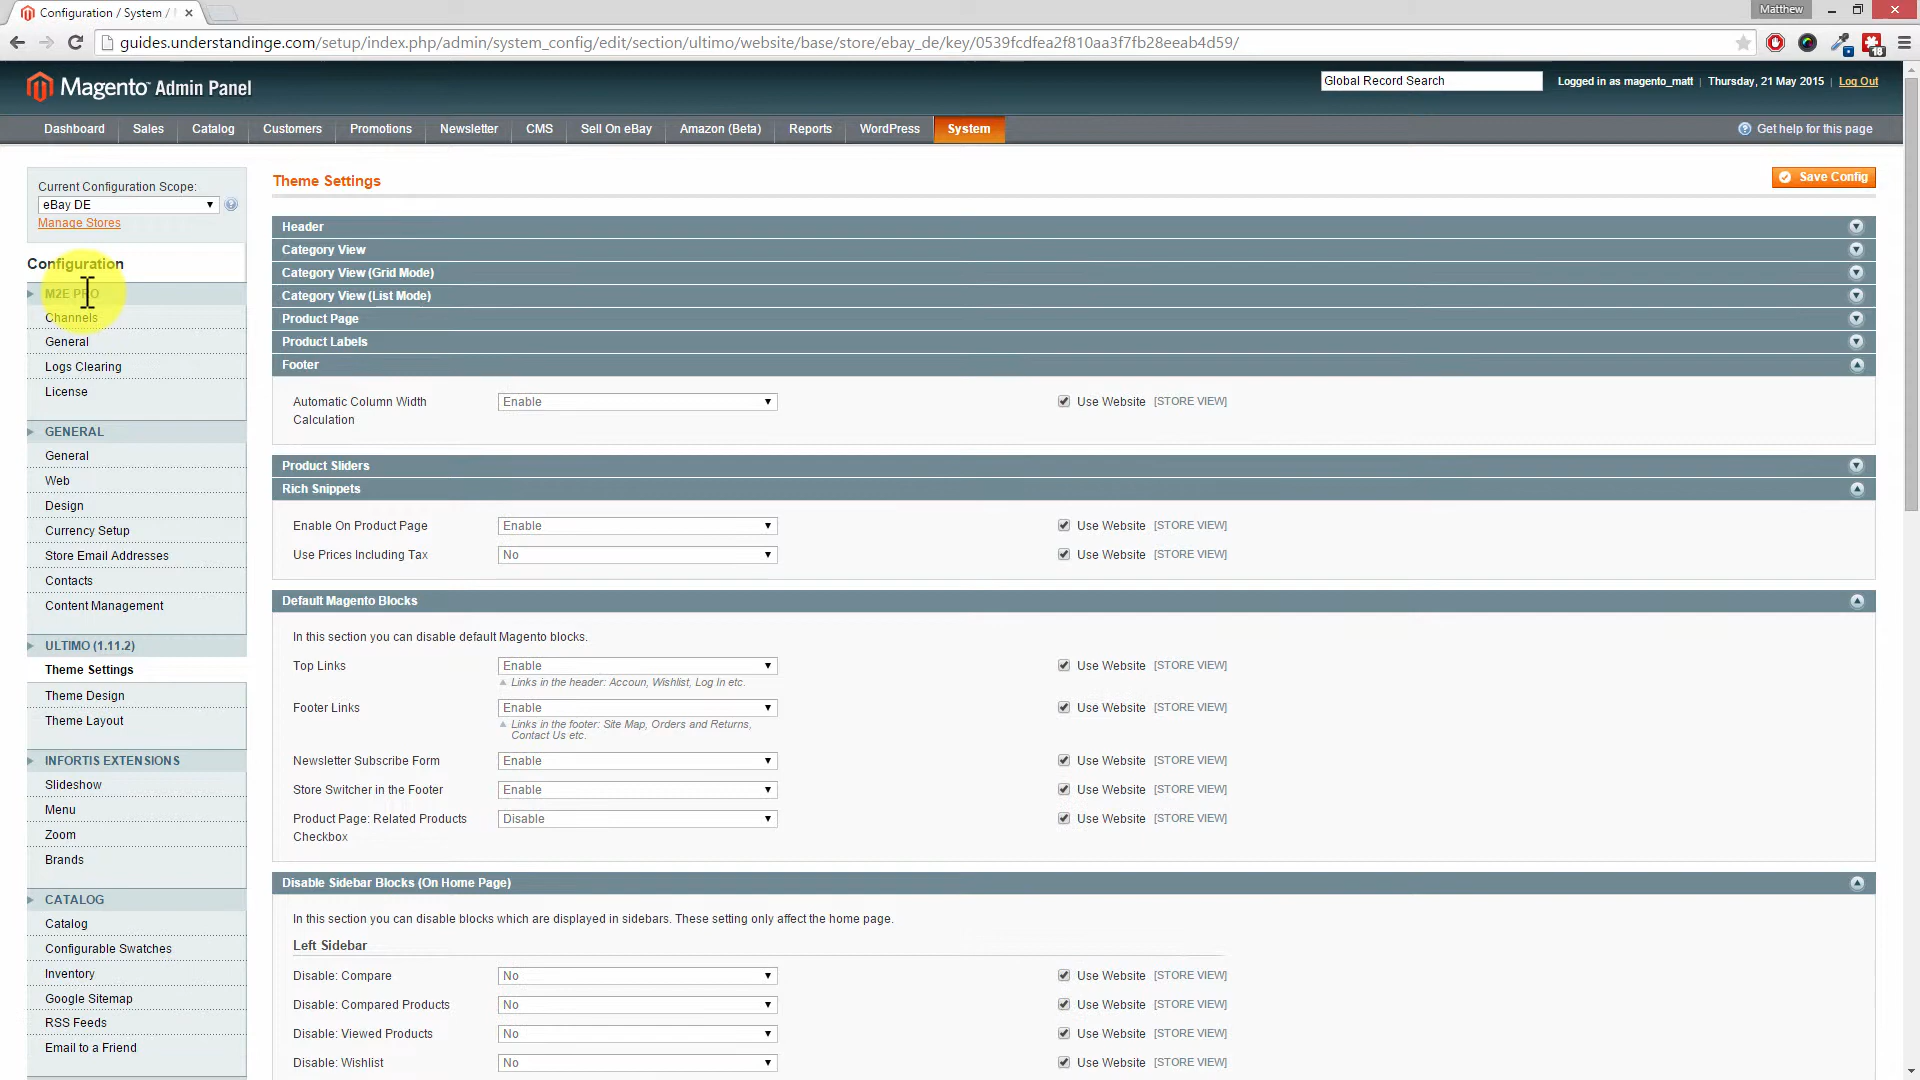 Configuration / System /
Matthew
guides.understandinge.com/setup/index.php/admin/system_config/edit/section/ultimo/website/base/store/ebay_de/key/0539fcdfea2f810aa3f7fb28eeab4d59/
18
Magento Admin Panel
Global Record Search
Logged in as magento_matt | Thursday, 21 May 2015 | Log Out
Dashboard Sales Catalog Customers Promotions Newsletter CMS Sell On eBay Amazon (Beta) Reports WordPress System
Get help for this page
Current Configuration Scope:
eBay DE
Manage Stores
Configuration
M2E PRO
Channels
General
Logs Clearing
License
GENERAL
General
Web
Design
Currency Setup
Store Email Addresses
Contacts
Content Management
ULTIMO (1.11.2)
Theme Settings
Theme Design
Theme Layout
INFORTIS EXTENSIONS
Slideshow
Menu
Zoom
Brands
CATALOG
Catalog
Configurable Swatches
Inventory
Google Sitemap
RSS Feeds
Email to a Friend
Theme Settings
Save Config
Header
Category View
Category View (Grid Mode)
Category View (List Mode)
Product Page
Product Labels
Footer
Automatic Column Width Calculation Enable Use Website [STORE VIEW]
Product Sliders
Rich Snippets
Enable On Product Page Enable Use Website [STORE VIEW]
Use Prices Including Tax No Use Website [STORE VIEW]
Default Magento Blocks
In this section you can disable default Magento blocks.
Top Links Enable Use Website [STORE VIEW]
Links in the header: Accoun, Wishlist, Log In etc.
Footer Links Enable Use Website [STORE VIEW]
Links in the footer: Site Map, Orders and Returns,
Contact Us etc.
Newsletter Subscribe Form Enable Use Website [STORE VIEW]
Store Switcher in the Footer Enable Use Website [STORE VIEW]
Product Page: Related Products Checkbox Disable Use Website [STORE VIEW]
Disable Sidebar Blocks (On Home Page)
In this section you can disable blocks which are displayed in sidebars. These setting only affect the home page.
Left Sidebar
Disable: Compare No Use Website [STORE VIEW]
Disable: Compared Products No Use Website [STORE VIEW]
Disable: Viewed Products No Use Website [STORE VIEW]
Disable: Wishlist No Use Website [STORE VIEW]